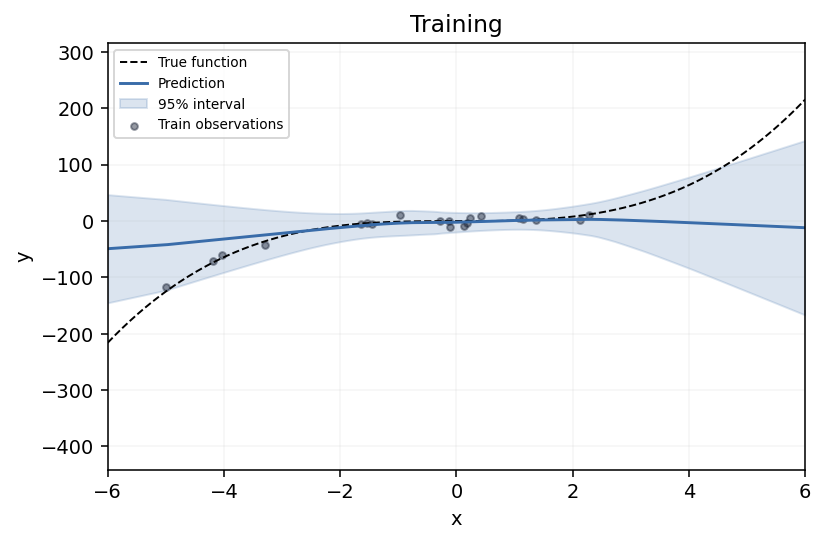 Training
True function
Prediction
95% interval
Train observations
300
200
100
0
−100
−200
−300
−400
y
−6
−4
−2
0
2
4
6
x